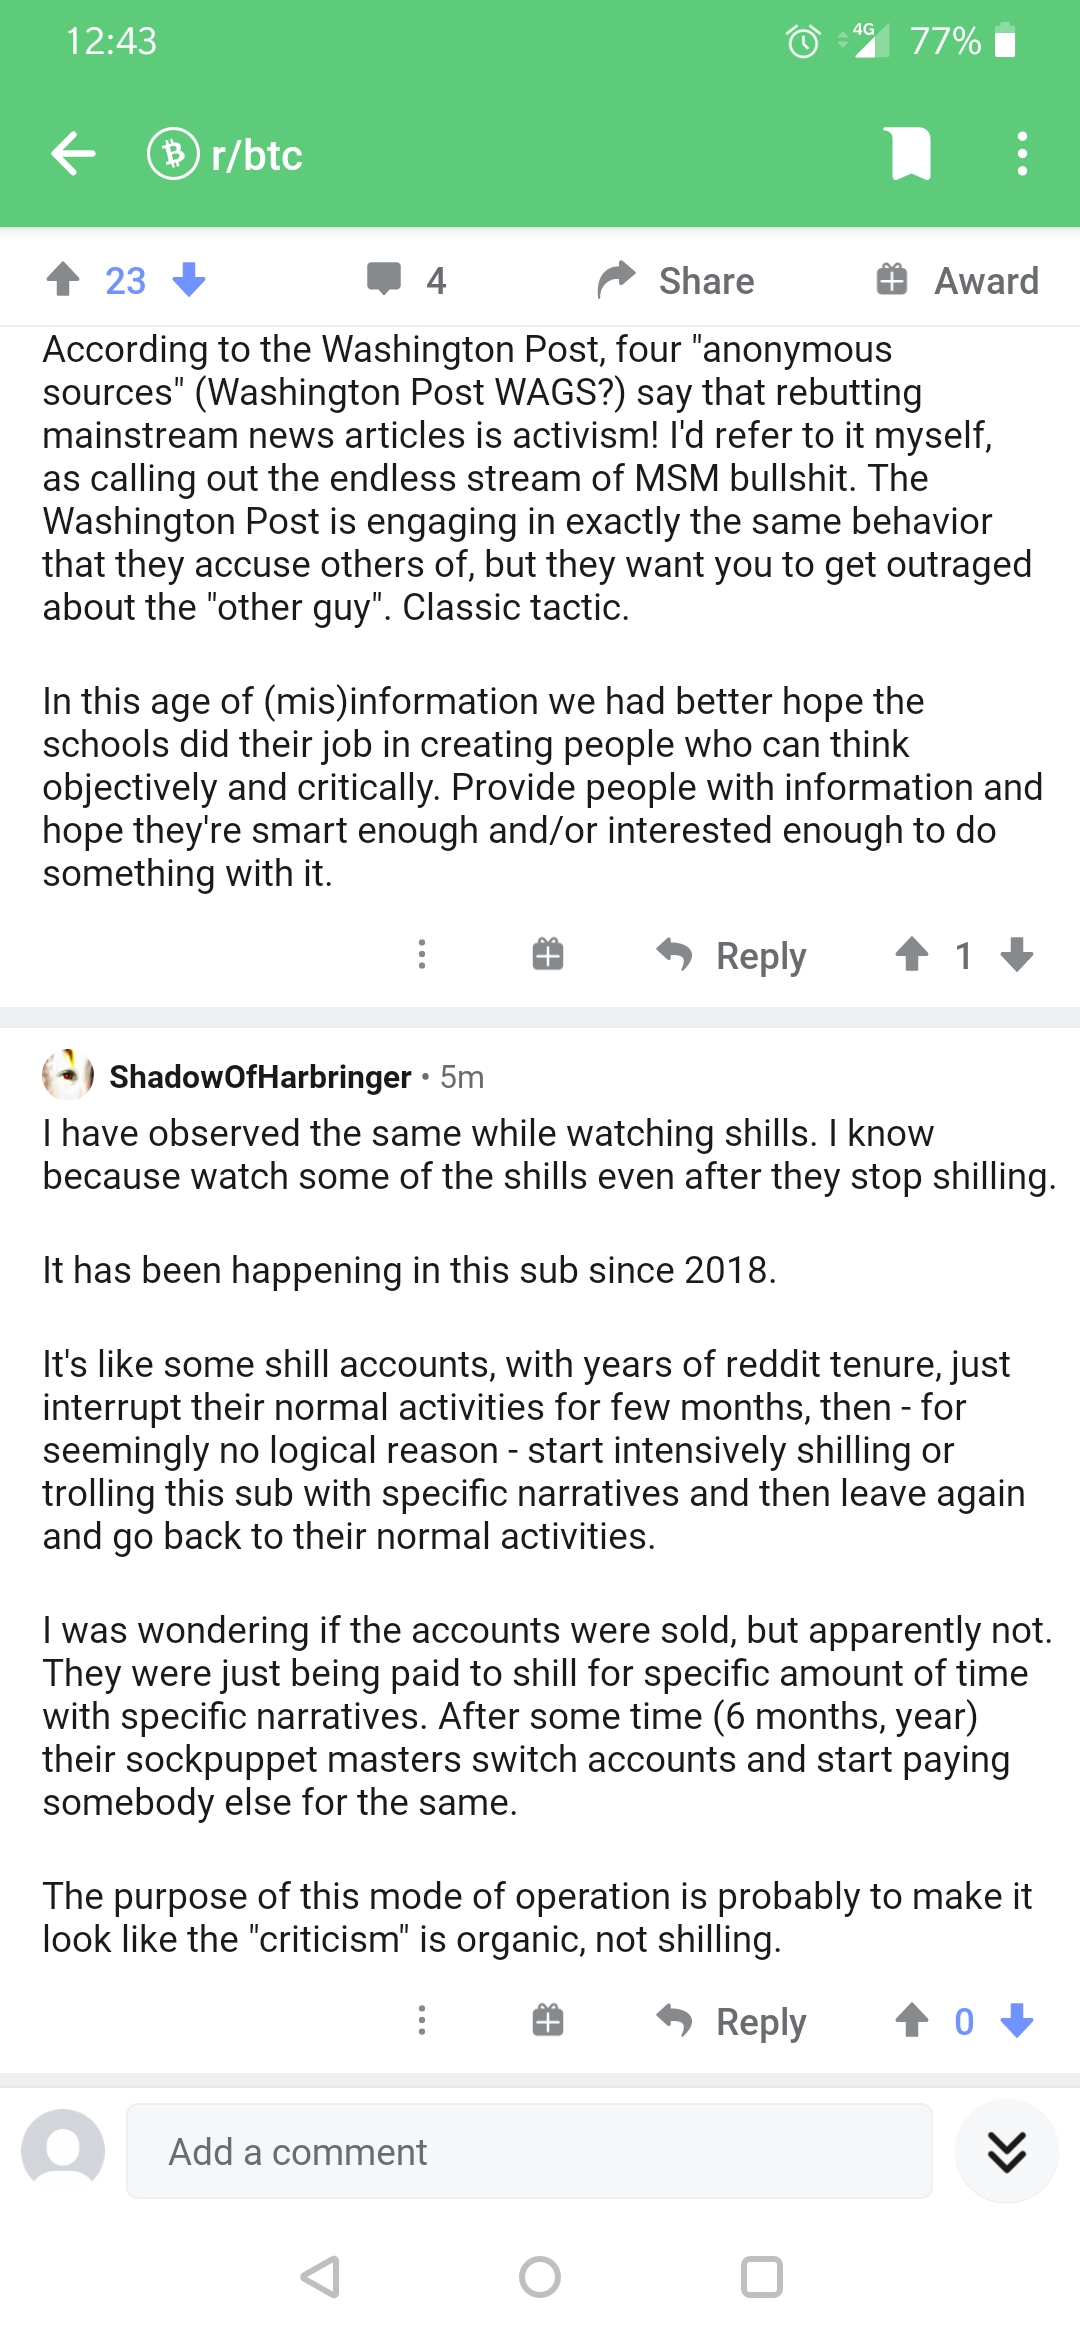 12:43
4G 77%
r/btc
23 4 Share Award
According to the Washington Post, four "anonymous
sources" (Washington Post WAGS?) say that rebutting
mainstream news articles is activism! I'd refer to it myself,
as calling out the endless stream of MSM bullshit. The
Washington Post is engaging in exactly the same behavior
that they accuse others of, but they want you to get outraged
about the "other guy". Classic tactic.
In this age of (mis)information we had better hope the
schools did their job in creating people who can think
objectively and critically. Provide people with information and
hope they're smart enough and/or interested enough to do
something with it.
Reply 1
ShadowOfHarbringer • 5m
I have observed the same while watching shills. I know
because watch some of the shills even after they stop shilling.
It has been happening in this sub since 2018.
It's like some shill accounts, with years of reddit tenure, just
interrupt their normal activities for few months, then - for
seemingly no logical reason - start intensively shilling or
trolling this sub with specific narratives and then leave again
and go back to their normal activities.
I was wondering if the accounts were sold, but apparently not.
They were just being paid to shill for specific amount of time
with specific narratives. After some time (6 months, year)
their sockpuppet masters switch accounts and start paying
somebody else for the same.
The purpose of this mode of operation is probably to make it
look like the "criticism" is organic, not shilling.
Reply 0
Add a comment